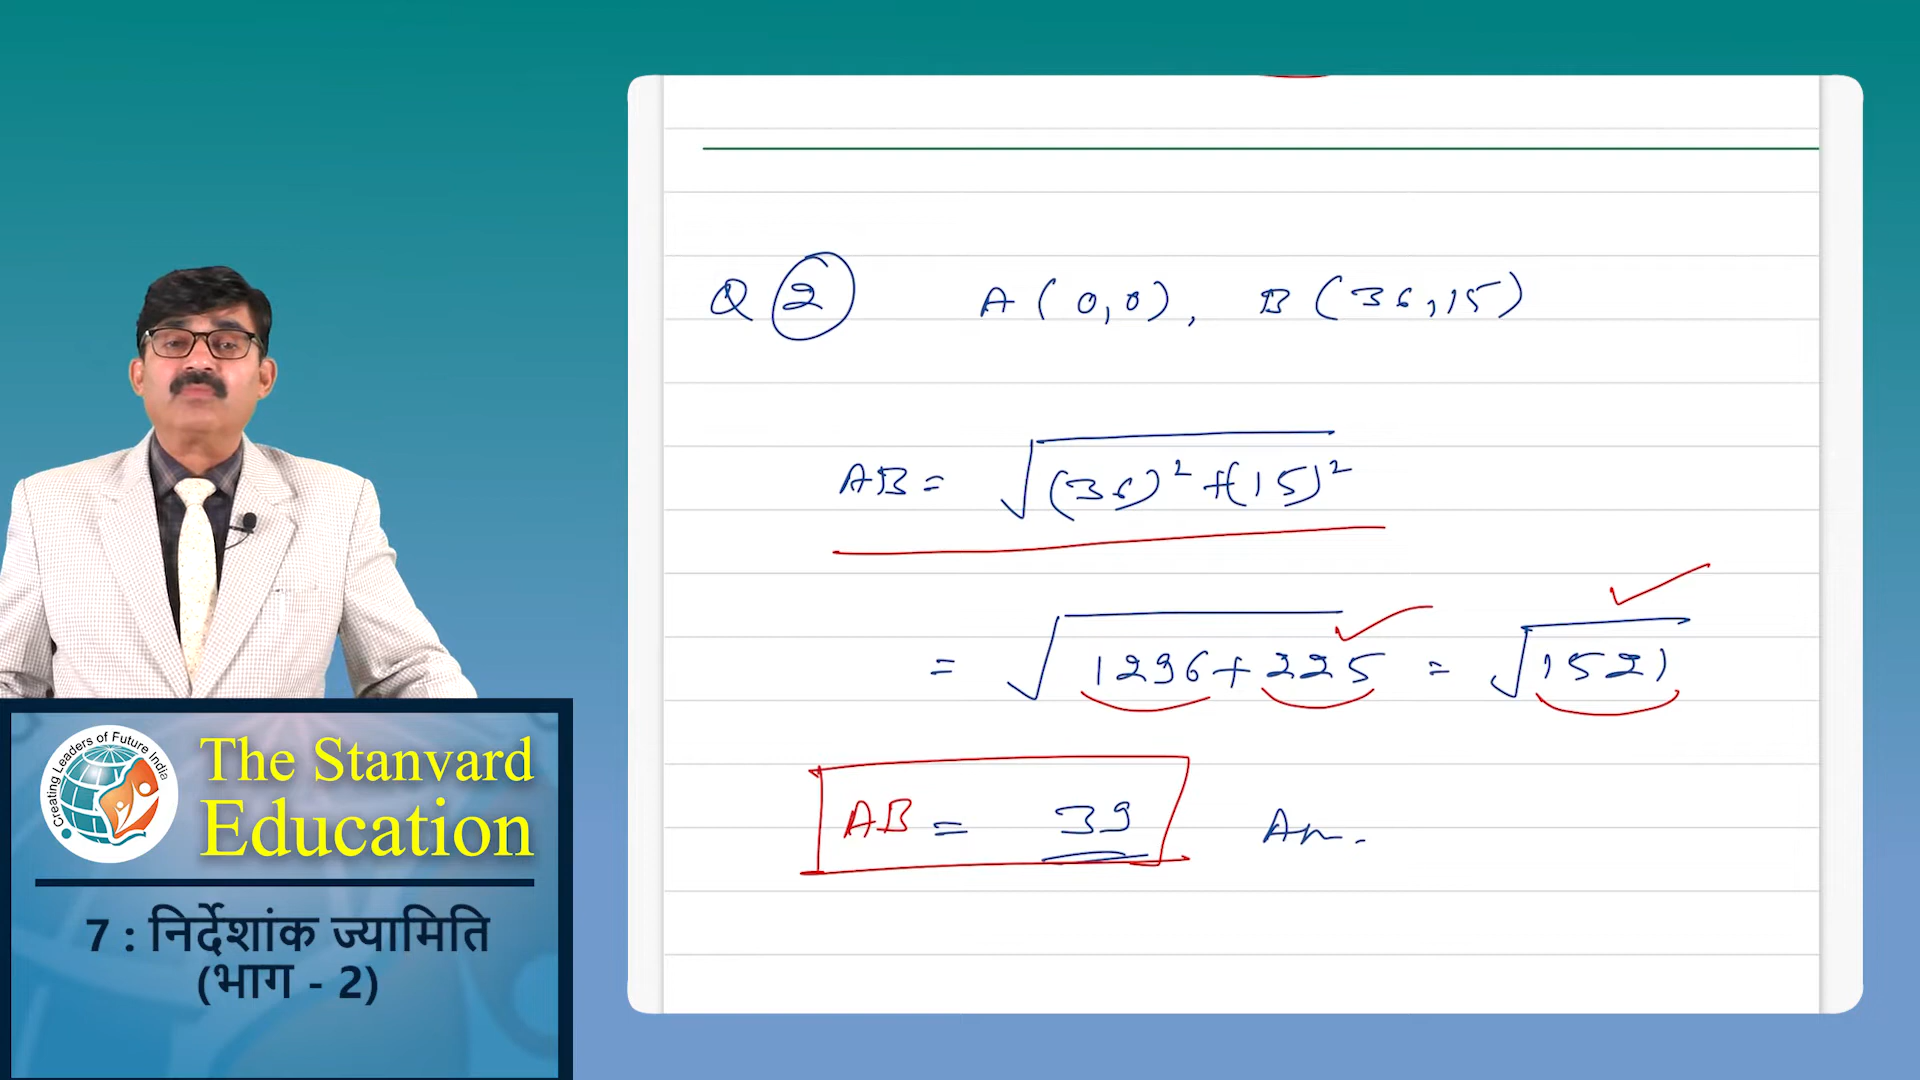 Q 2 A (0,0), B (36,15)
AB = √(36)² + (15)²
= √1296 + 225 = √1521
AB = 39 An.
Creating Leaders of Future India
The Stanvard
Education
7 : निर्देशांक ज्यामिति
(भाग - 2)